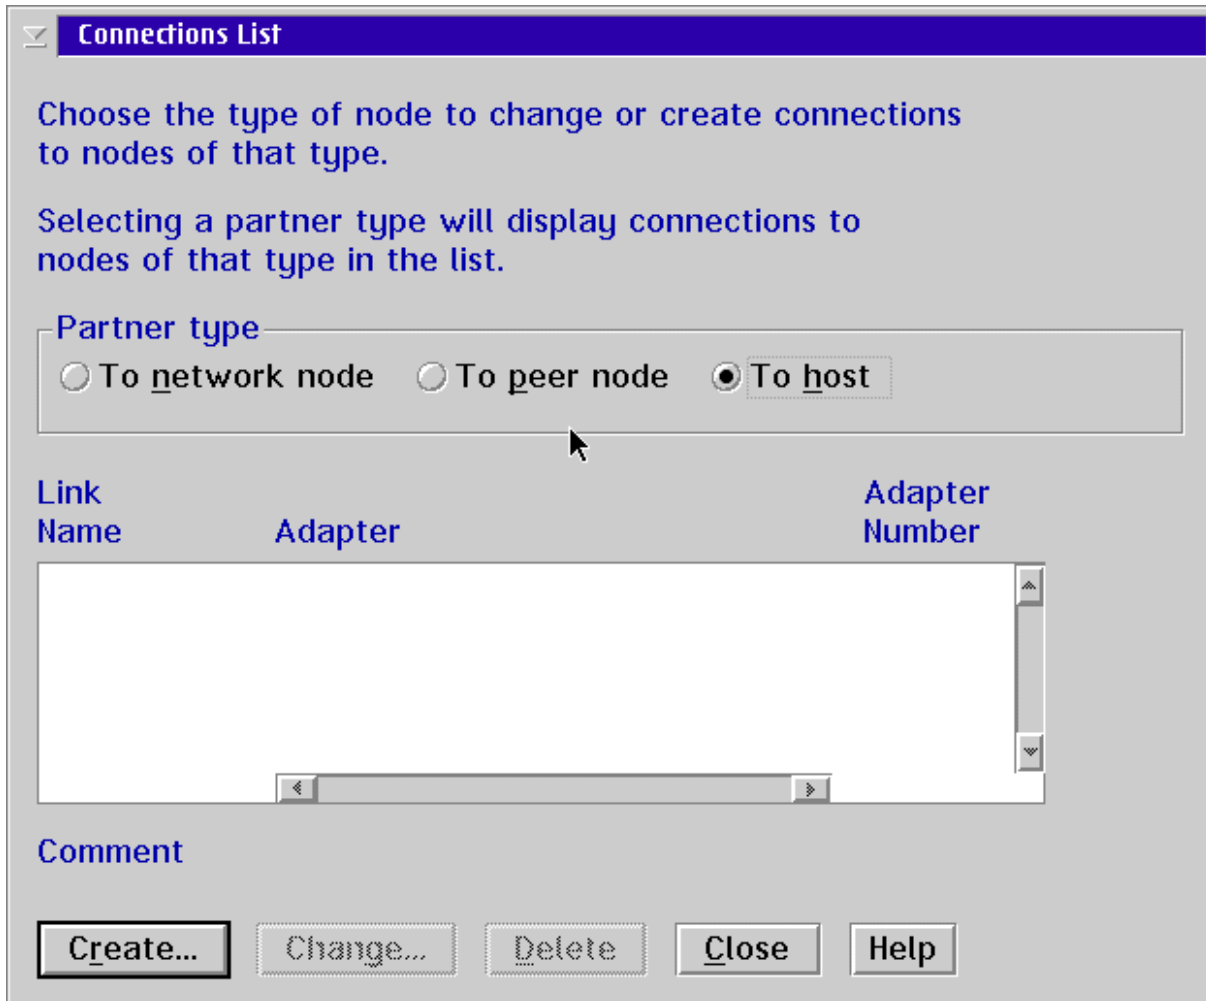 Connections List
Choose the type of node to change or create connections
to nodes of that type.
Selecting a partner type will display connections to
nodes of that type in the list.
Partner type
To network node To peer node To host
Link Adapter
Name Adapter Number
Comment
Create... Change... Delete Close Help